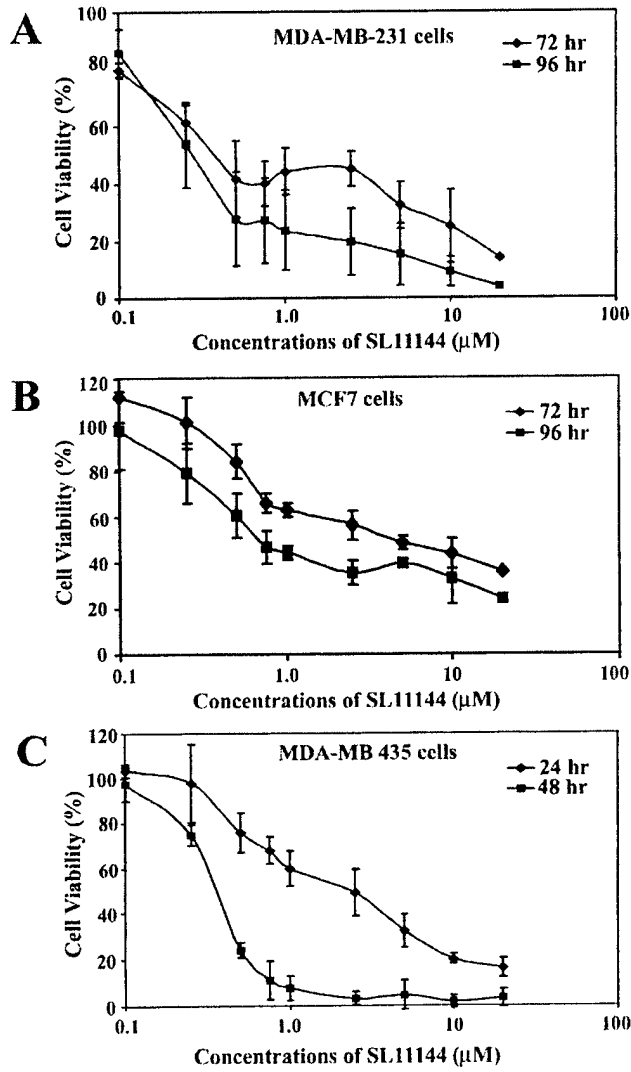 A
MDA-MB-231 cells
72 hr
96 hr
Cell Viability (%)
100
80
60
40
20
0
0.1
1.0
10
100
Concentrations of SL11144 (µM)
B
MCF7 cells
72 hr
96 hr
Cell Viability (%)
120
100
80
60
40
20
0
0.1
1.0
10
100
Concentrations of SL11144 (µM)
C
MDA-MB 435 cells
24 hr
48 hr
Cell Viability (%)
120
100
80
60
40
20
0
0.1
1.0
10
100
Concentrations of SL11144 (µM)